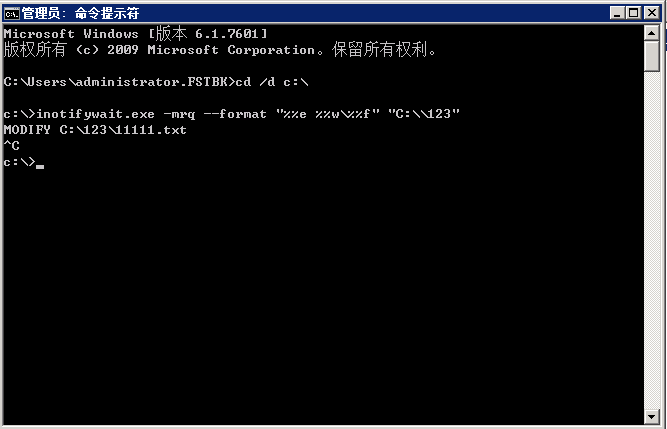 管理员: 命令提示符
Microsoft Windows [版本 6.1.7601]
版权所有 (c) 2009 Microsoft Corporation。保留所有权利。
C:\Users\administrator.FSTBK>cd /d c:\
c:\>inotifywait.exe -mrq --format "%%e %%w\%%f" "C:\\123"
MODIFY C:\123\11111.txt
^C
c:\>